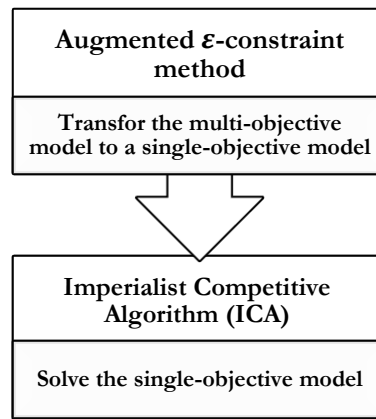 Augmented ε-constraint
method
Transfor the multi-objective
model to a single-objective model
Imperialist Competitive
Algorithm (ICA)
Solve the single-objective model